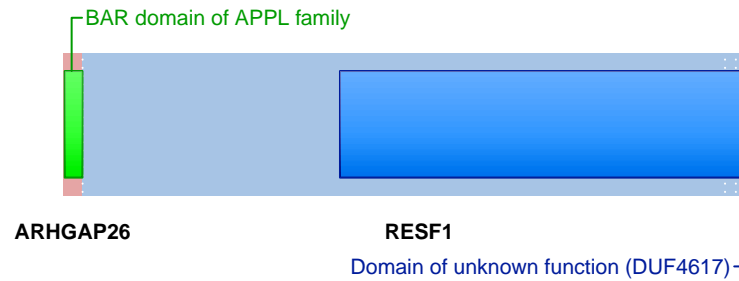 BAR domain of APPL family
ARHGAP26
RESF1
Domain of unknown function (DUF4617)